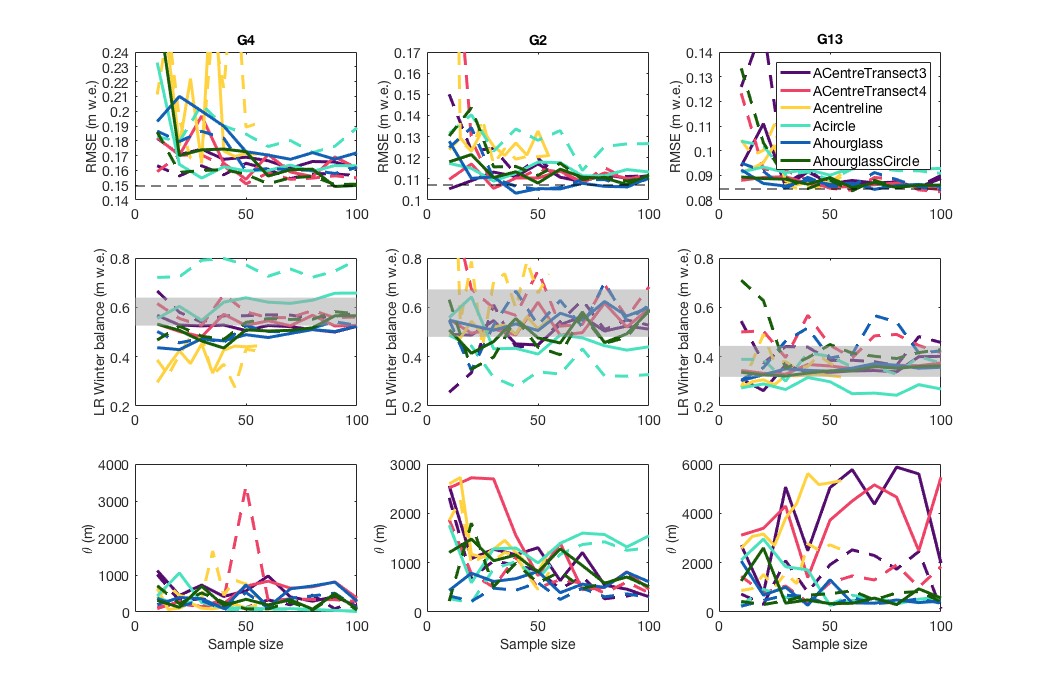 G4 G2 G13
0.24 0.23 0.22 0.21 0.2 0.19 0.18 0.17 0.16 0.15 0.14
RMSE (m w.e.)
0 50 100
0.17 0.16 0.15 0.14 0.13 0.12 0.11 0.1
RMSE (m w.e.)
0 50 100
0.14 0.13 0.12 0.11 0.1 0.09 0.08
RMSE (m w.e.)
0 50 100
ACentreTransect3
ACentreTransect4
Acentreline
Acircle
Ahourglass
AhourglassCircle
0.8 0.6 0.4 0.2
LR Winter balance (m w.e.)
0 50 100
0.8 0.6 0.4 0.2
LR Winter balance (m w.e.)
0 50 100
0.8 0.6 0.4 0.2
LR Winter balance (m w.e.)
0 50 100
4000 3000 2000 1000 0
θ (m)
0 50 100
Sample size
3000 2000 1000 0
θ (m)
0 50 100
Sample size
6000 4000 2000 0
θ (m)
0 50 100
Sample size